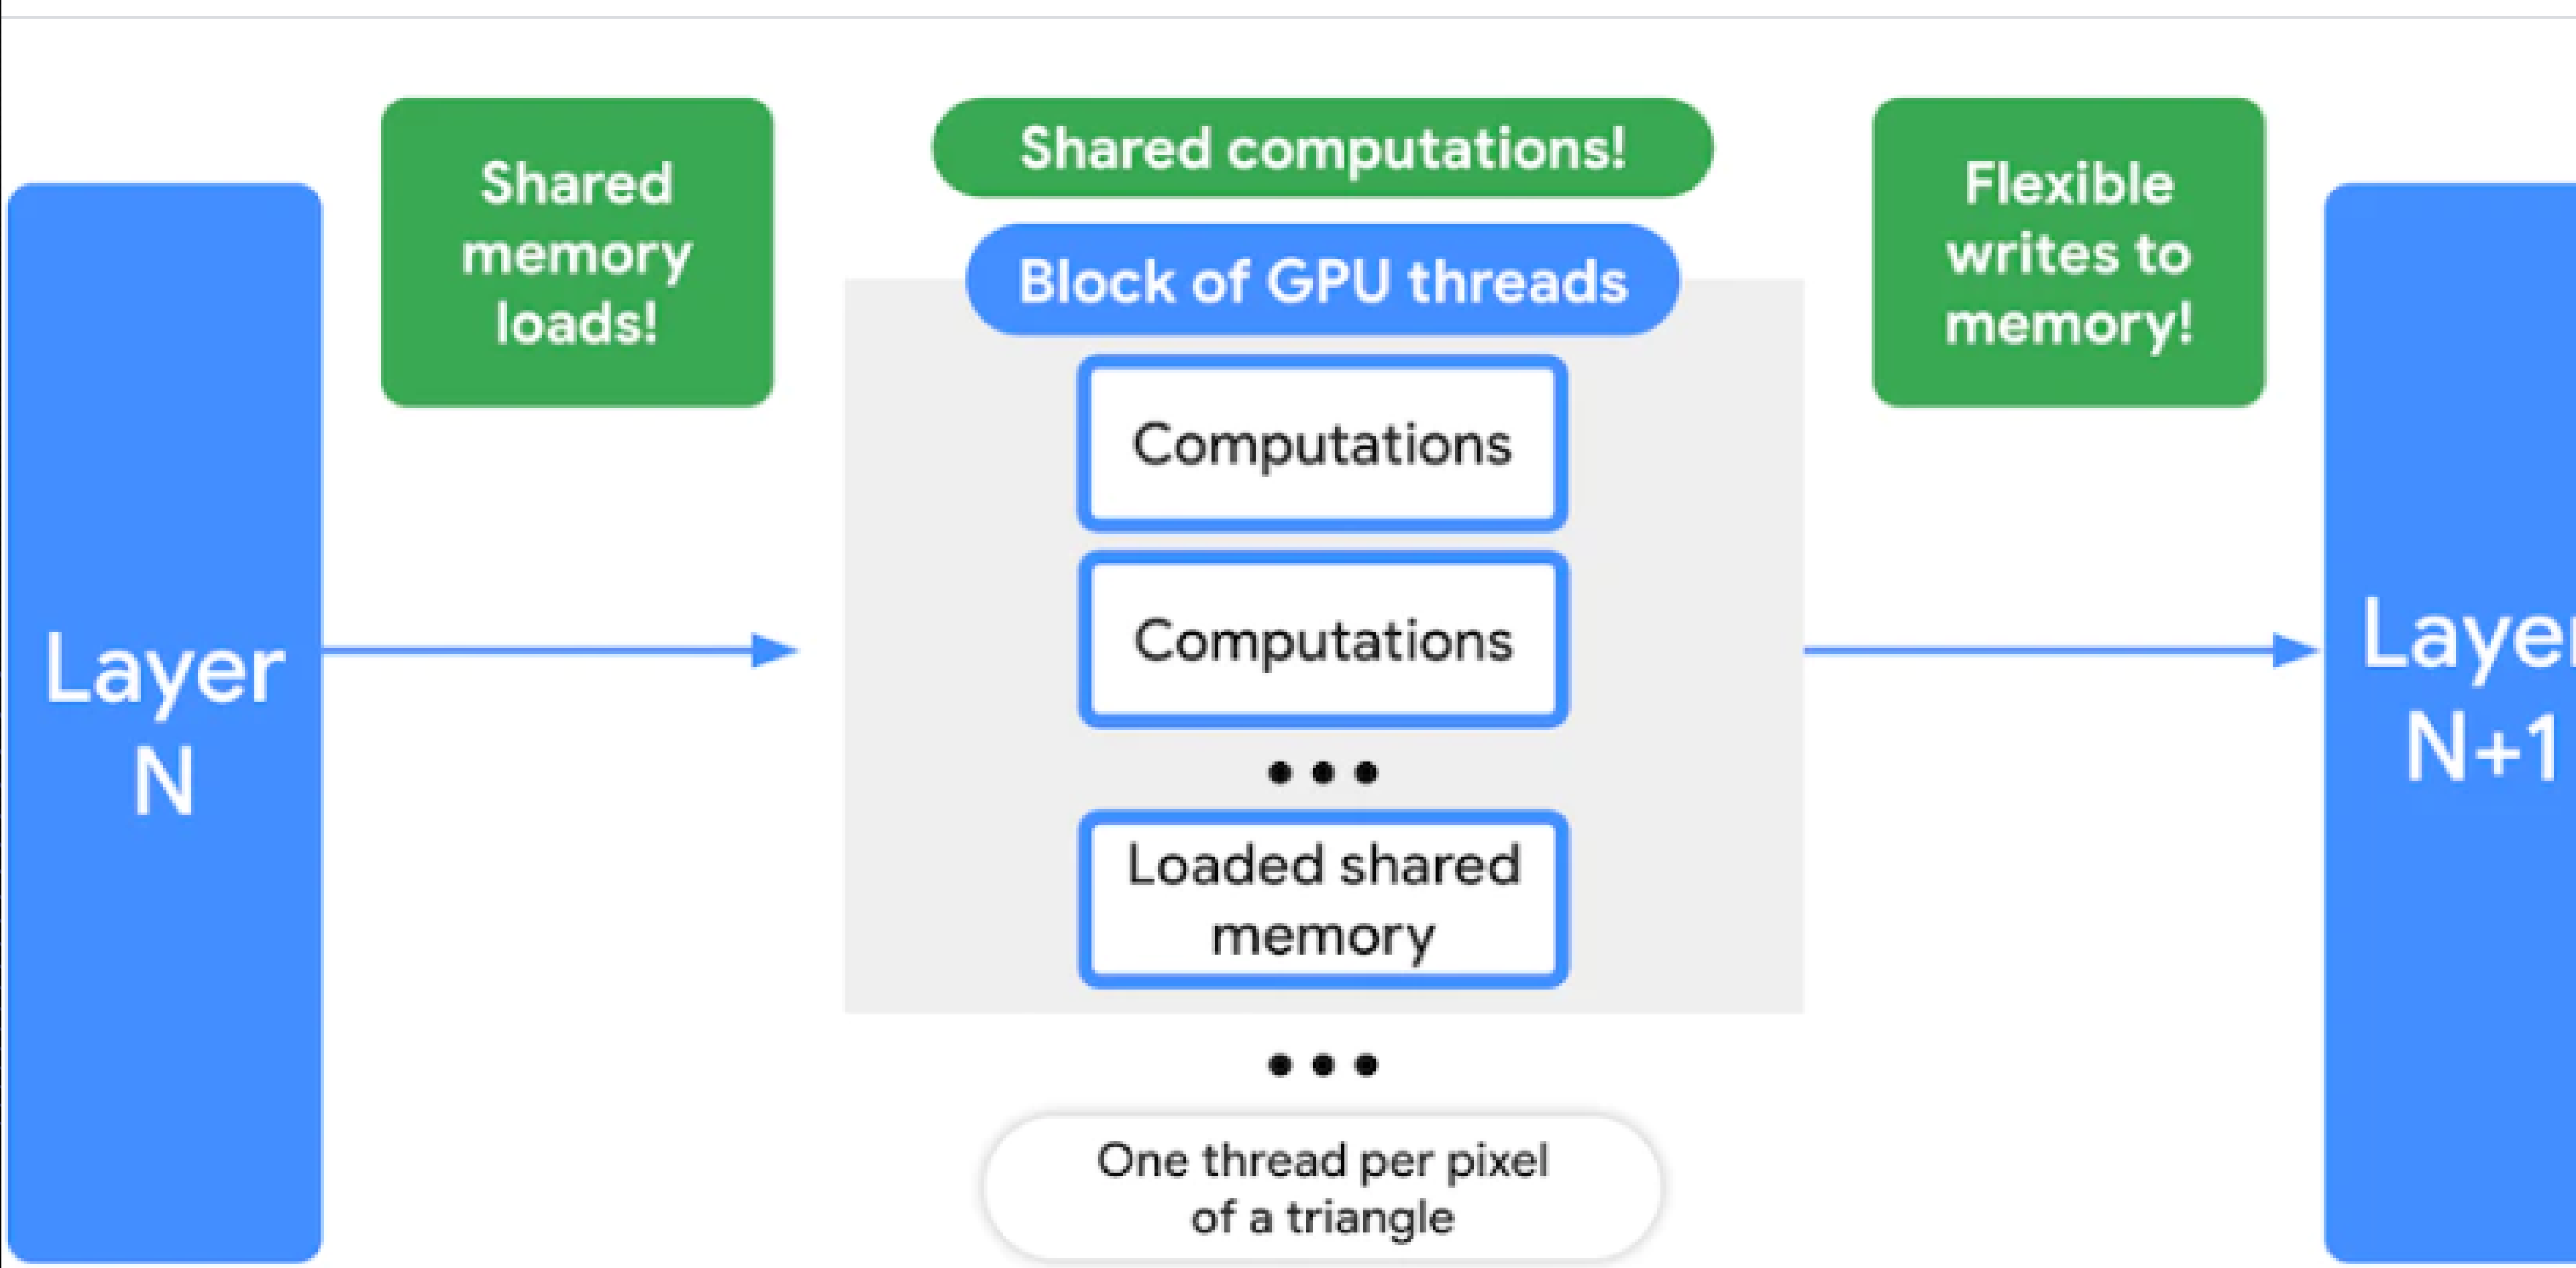 Shared
memory
loads!
Shared computations!
Flexible
writes to
memory!
Block of GPU threads
Computations
Computations
Layer
N
Layer
N+1
Loaded shared
memory
One thread per pixel
of a triangle